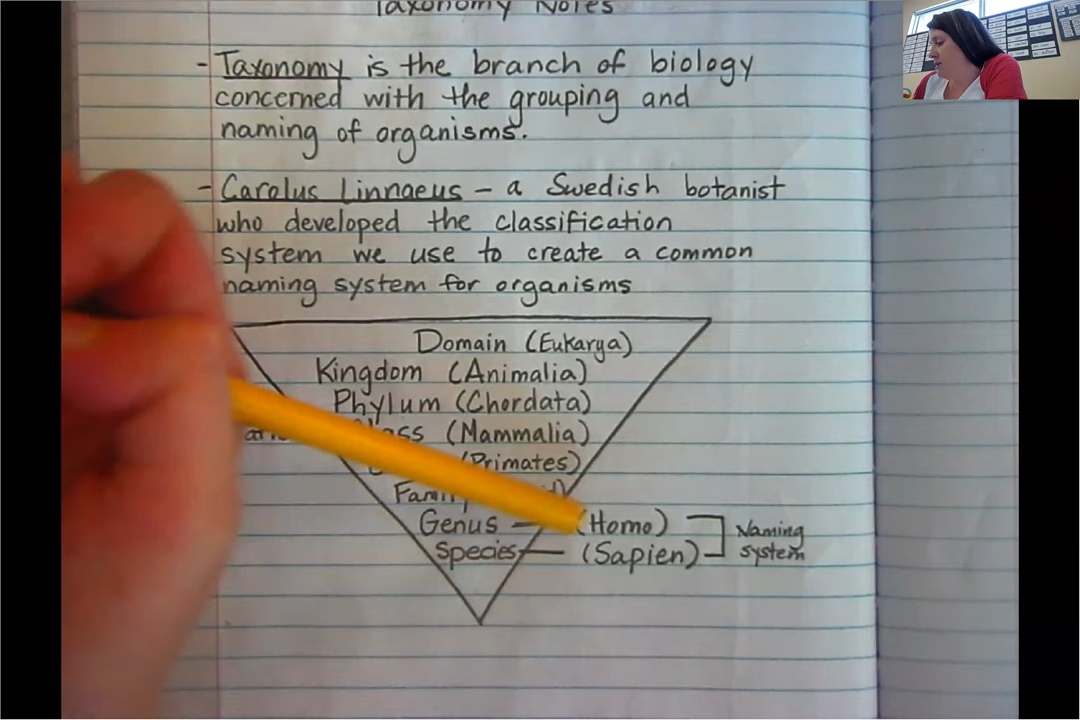 Taxonomy Notes
- Taxonomy is the branch of biology
concerned with the grouping and
naming of organisms.
- Carolus Linnaeus - a Swedish botanist
who developed the classification
system we use to create a common
naming system for organisms
Domain (Eukarya)
Kingdom (Animalia)
Phylum (Chordata)
(Mammalia)
(Primates)
Genus — (Homo)
Species — (Sapien)
Naming
system